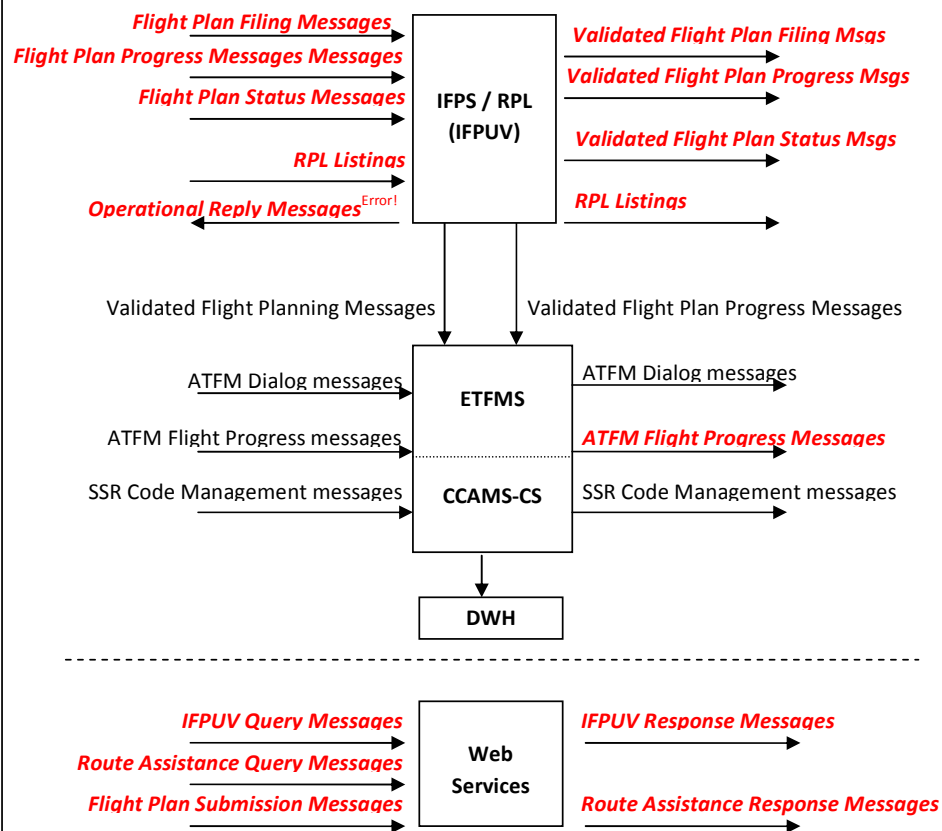 Flight Plan Filing Messages
Flight Plan Progress Messages Messages
Flight Plan Status Messages
RPL Listings
Operational Reply Messages Error!
IFPS / RPL
(IFPUV)
Validated Flight Plan Filing Msgs
Validated Flight Plan Progress Msgs
Validated Flight Plan Status Msgs
RPL Listings
Validated Flight Planning Messages
Validated Flight Plan Progress Messages
ATFM Dialog messages
ATFM Flight Progress messages
SSR Code Management messages
ETFMS
CCAMS-CS
ATFM Dialog messages
ATFM Flight Progress Messages
SSR Code Management messages
DWH
IFPUV Query Messages
Route Assistance Query Messages
Flight Plan Submission Messages
Web
Services
IFPUV Response Messages
Route Assistance Response Messages